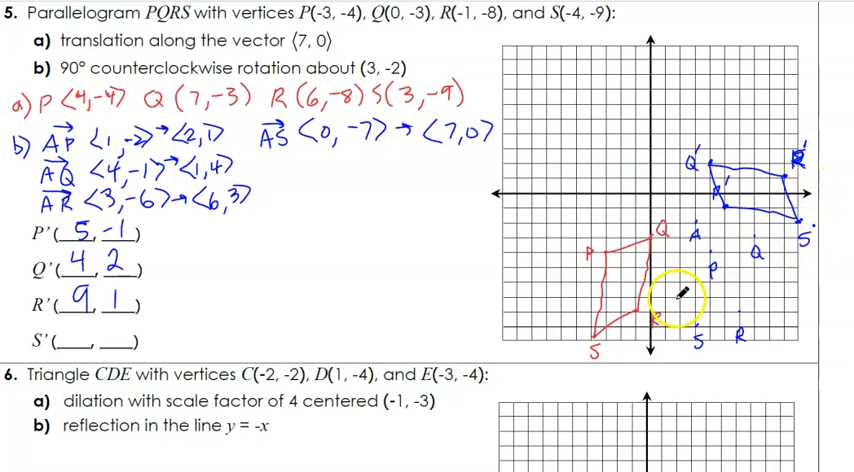 5. Parallelogram PQRS with vertices P(-3, -4), Q(0, -3), R(-1, -8), and S(-4, -9):
a) translation along the vector ⟨7, 0⟩
b) 90° counterclockwise rotation about (3, -2)
a) P⟨4,-4⟩ Q(7,-3) R(6,-8) S(3,-9)
b) AP ⟨1,-2⟩→⟨2,1⟩ AS ⟨0,-7⟩→⟨7,0⟩
AQ ⟨4,-1⟩→⟨1,4⟩
AR ⟨3,-6⟩→⟨6,3⟩
P'(5, -1)
Q'(4, 2)
R'(9, 1)
S'(__, __)
Q' R'
P'
S'
Q A
P Q
P
R S R
S
6. Triangle CDE with vertices C(-2, -2), D(1, -4), and E(-3, -4):
a) dilation with scale factor of 4 centered (-1, -3)
b) reflection in the line y = -x